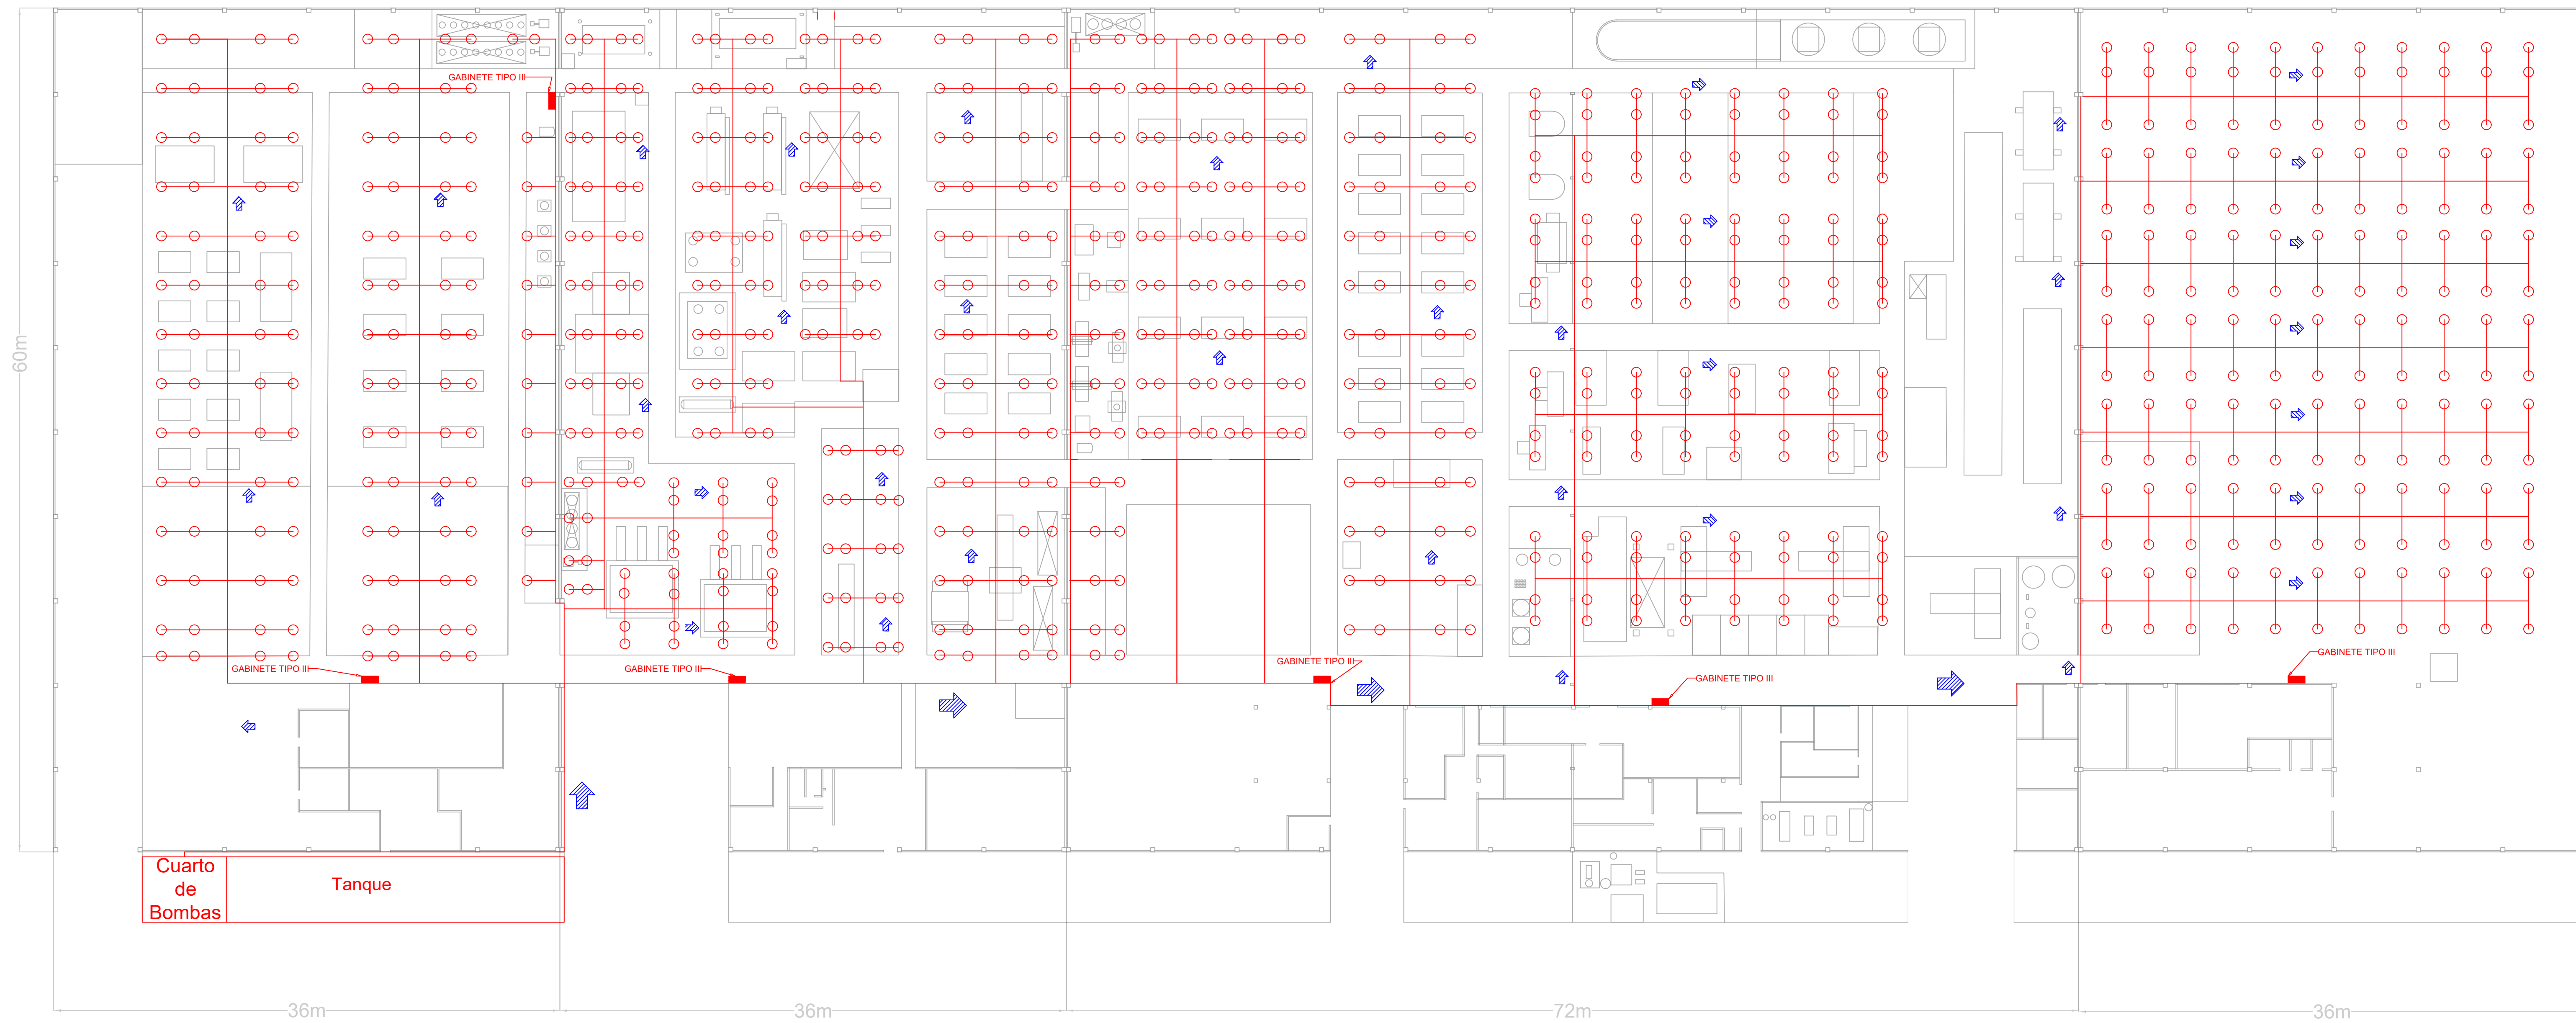 GABINETE TIPO III
60m
GABINETE TIPO III
GABINETE TIPO III
GABINETE TIPO III
GABINETE TIPO III
GABINETE TIPO III
Cuarto
de
Bombas
Tanque
36m
36m
72m
36m